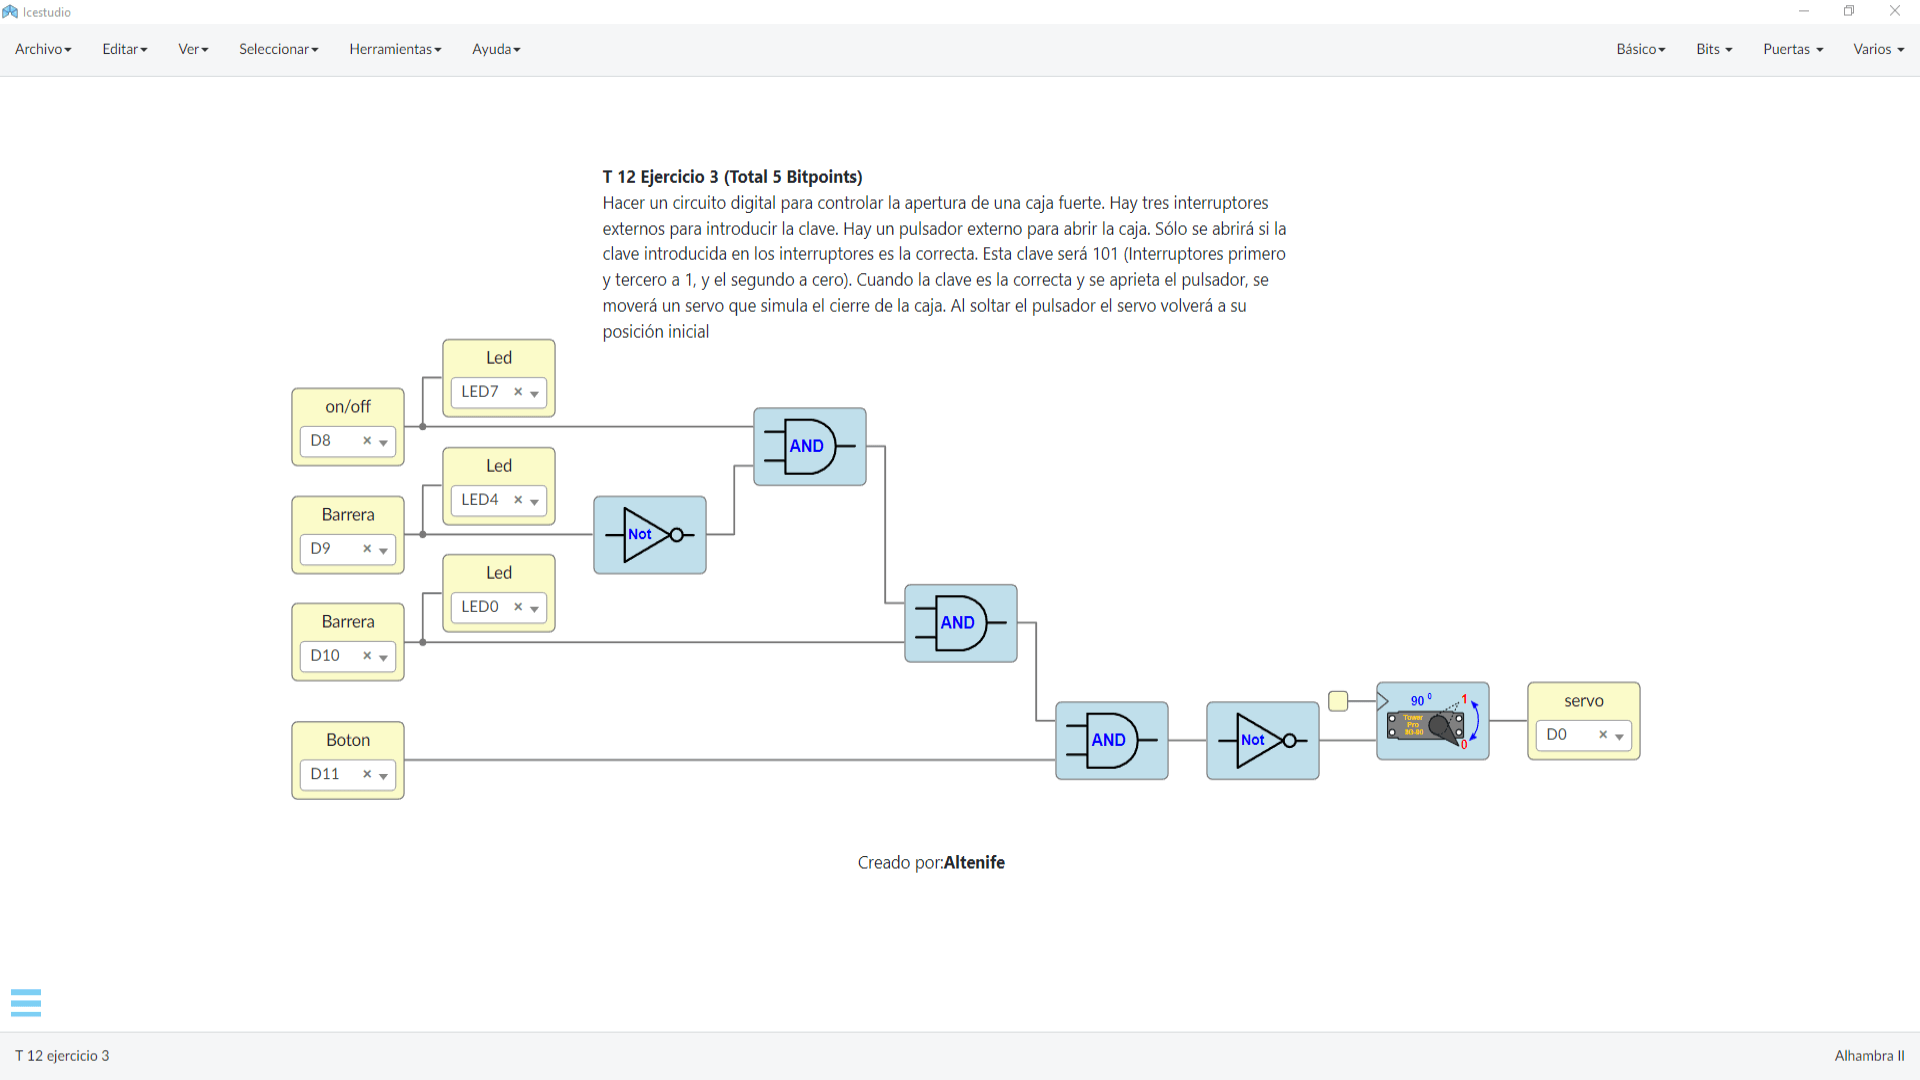 Icestudio
Archivo Editar Ver Seleccionar Herramientas Ayuda Básico Bits Puertas Varios
T 12 Ejercicio 3 (Total 5 Bitpoints)
Hacer un circuito digital para controlar la apertura de una caja fuerte. Hay tres interruptores
externos para introducir la clave. Hay un pulsador externo para abrir la caja. Sólo se abrirá si la
clave introducida en los interruptores es la correcta. Esta clave será 101 (Interruptores primero
y tercero a 1, y el segundo a cero). Cuando la clave es la correcta y se aprieta el pulsador, se
moverá un servo que simula el cierre de la caja. Al soltar el pulsador el servo volverá a su
posición inicial
Led
LED7
on/off
D8
AND
Led
LED4
Barrera
D9
Not
Led
LED0
Barrera
D10
AND
Boton
D11
AND
Not
90 0
1
Tower
Pro
SG-90
0
servo
D0
Creado por:Altenife
T 12 ejercicio 3
Alhambra II